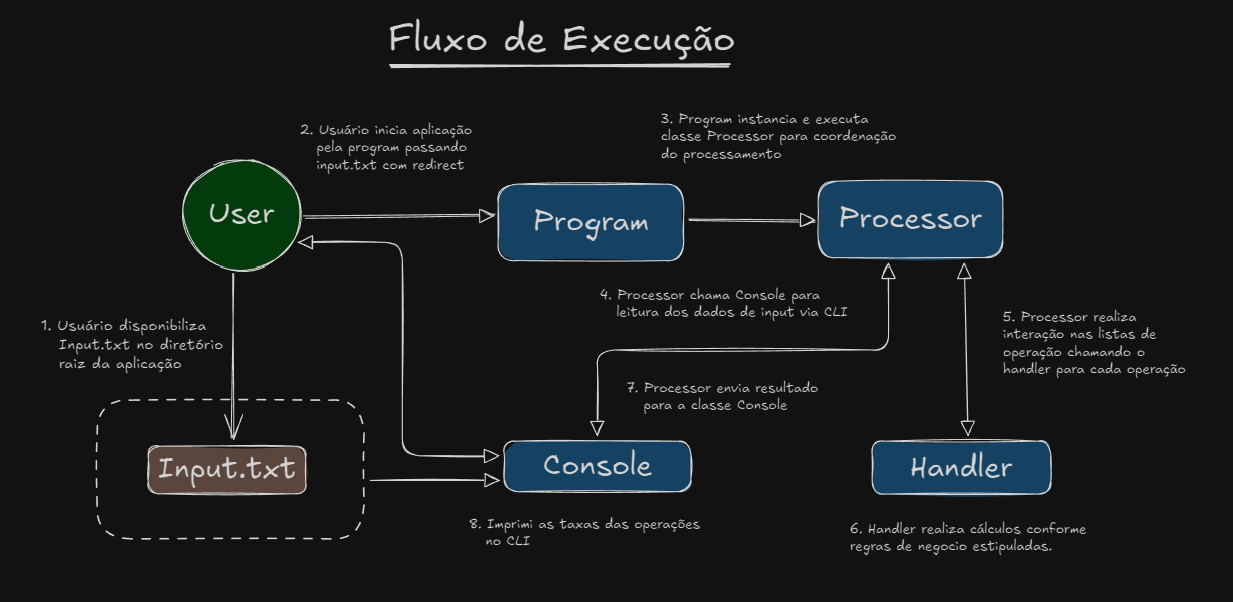 Fluxo de Execução
2. Usuário inicia aplicação
pela program passando
input.txt com redirect
3. Program instancia e executa
classe Processor para coordenação
do processamento
User
Program
Processor
4. Processor chama Console para
leitura dos dados de input via CLI
1. Usuário disponibiliza
Input.txt no diretório
raiz da aplicação
5. Processor realiza
interação nas listas de
operação chamando o
handler para cada operação
7. Processor envia resultado
para a classe Console
Input.txt
Console
Handler
8. Imprimi as taxas das operações
no CLI
6. Handler realiza cálculos conforme
regras de negocio estipuladas.